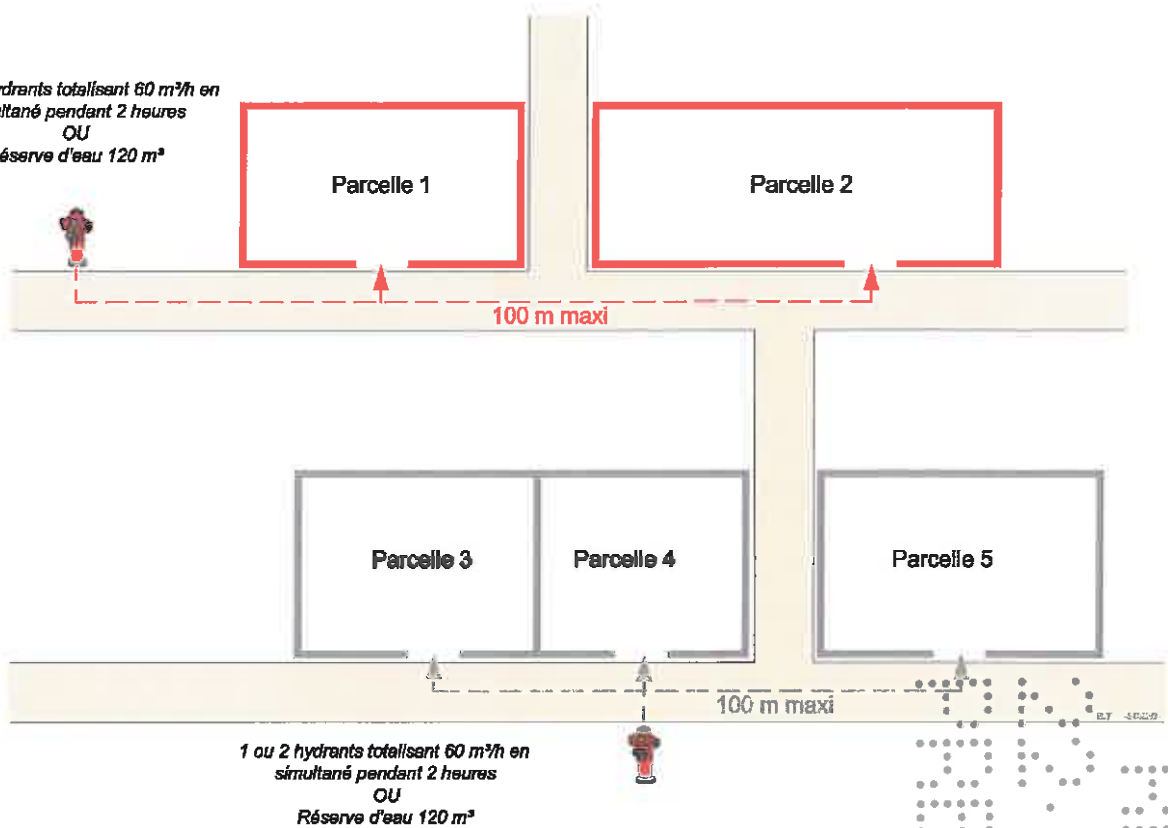 ydrants totalisant 60 m³/h en
ultané pendant 2 heures
OU
éserve d'eau 120 m³
Parcelle 1
Parcelle 2
100 m maxi
Parcelle 3
Parcelle 4
Parcelle 5
100 m maxi
1 ou 2 hydrants totalisant 60 m³/h en
simultané pendant 2 heures
OU
Réserve d'eau 120 m³